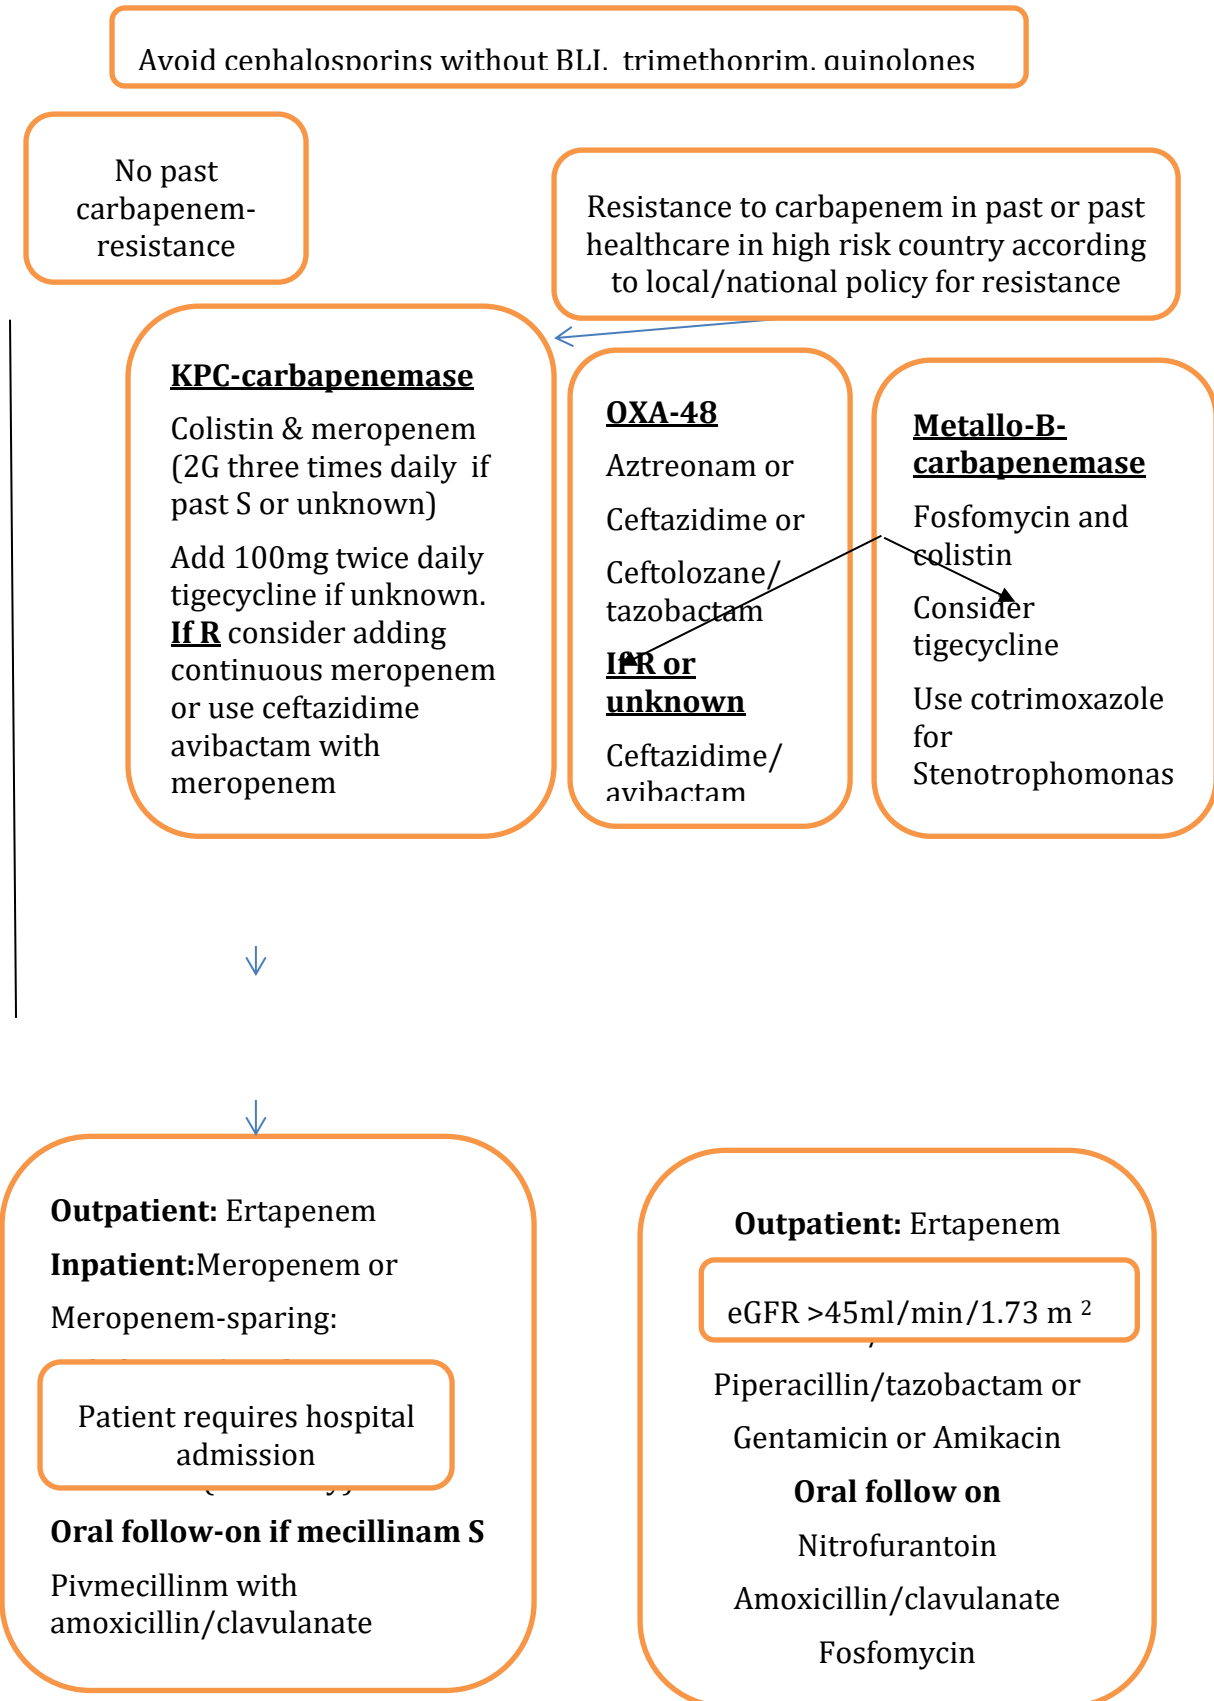 Avoid cephalosporins without BLI, trimethoprim, quinolones
No past
carbapenem-
resistance
Resistance to carbapenem in past or past
healthcare in high risk country according
to local/national policy for resistance
KPC-carbapenemase
Colistin & meropenem
(2G three times daily if
past S or unknown)
Add 100mg twice daily
tigecycline if unknown.
If R consider adding
continuous meropenem
or use ceftazidime
avibactam with
meropenem
OXA-48
Aztreonam or
Ceftazidime or
Ceftolozane/
tazobactam
If R or
unknown
Ceftazidime/
avibactam
Metallo-B-
carbapenemase
Fosfomycin and
colistin
Consider
tigecycline
Use cotrimoxazole
for
Stenotrophomonas
Outpatient: Ertapenem
Inpatient:Meropenem or
Meropenem-sparing:
Patient requires hospital
admission
Oral follow-on if mecillinam S
Pivmecillinm with
amoxicillin/clavulanate
Outpatient: Ertapenem
eGFR >45ml/min/1.73 m 2
Piperacillin/tazobactam or
Gentamicin or Amikacin
Oral follow on
Nitrofurantoin
Amoxicillin/clavulanate
Fosfomycin